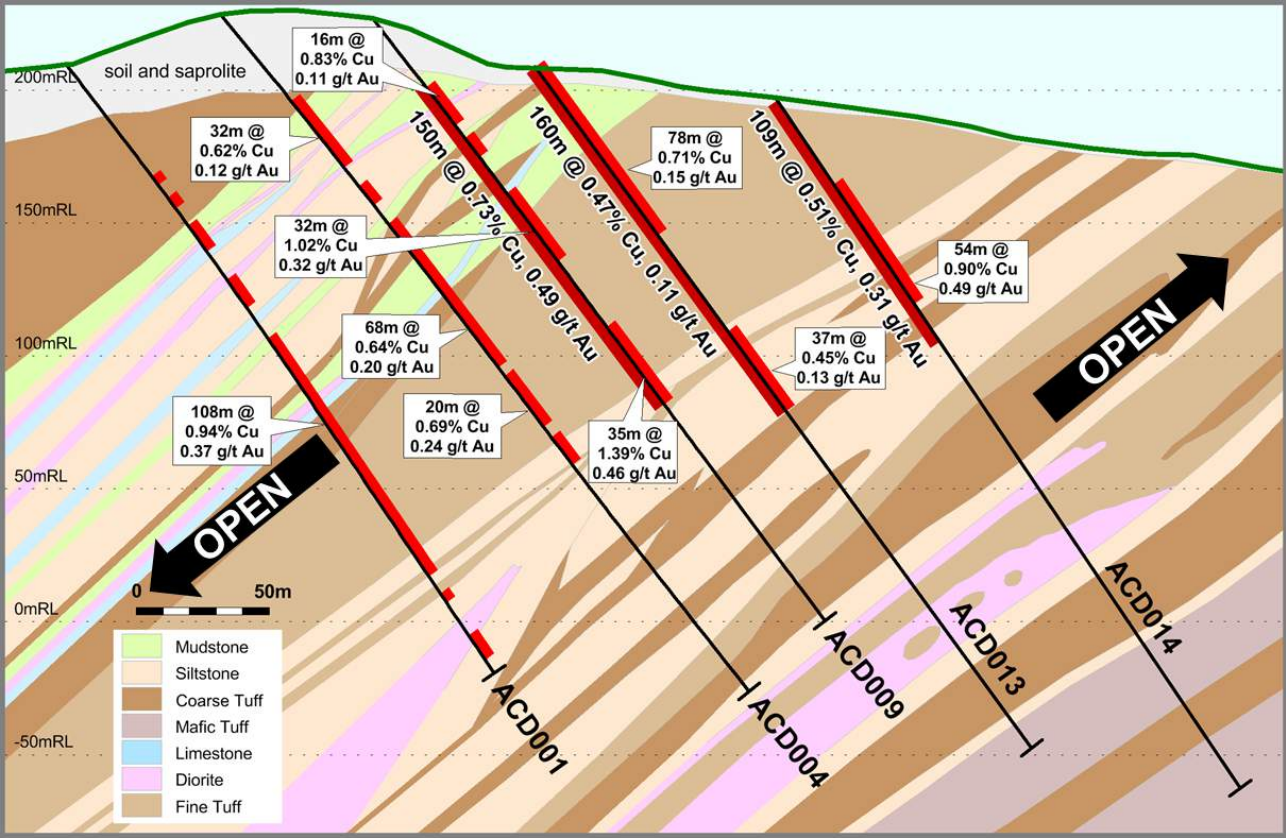 200mRL
soil and saprolite
16m @
0.83% Cu
0.11 g/t Au
32m @
0.62% Cu
0.12 g/t Au
150m @ 0.73% Cu, 0.49 g/t Au
160m @ 0.47% Cu, 0.11 g/t Au
78m @
0.71% Cu
0.15 g/t Au
109m @ 0.51% Cu, 0.31 g/t Au
150mRL
32m @
1.02% Cu
0.32 g/t Au
54m @
0.90% Cu
0.49 g/t Au
OPEN
100mRL
68m @
0.64% Cu
0.20 g/t Au
37m @
0.45% Cu
0.13 g/t Au
108m @
0.94% Cu
0.37 g/t Au
20m @
0.69% Cu
0.24 g/t Au
35m @
1.39% Cu
0.46 g/t Au
50mRL
OPEN
0 50m
0mRL
ACD001
ACD004
ACD009
ACD013
ACD014
-50mRL
Mudstone
Siltstone
Coarse Tuff
Mafic Tuff
Limestone
Diorite
Fine Tuff